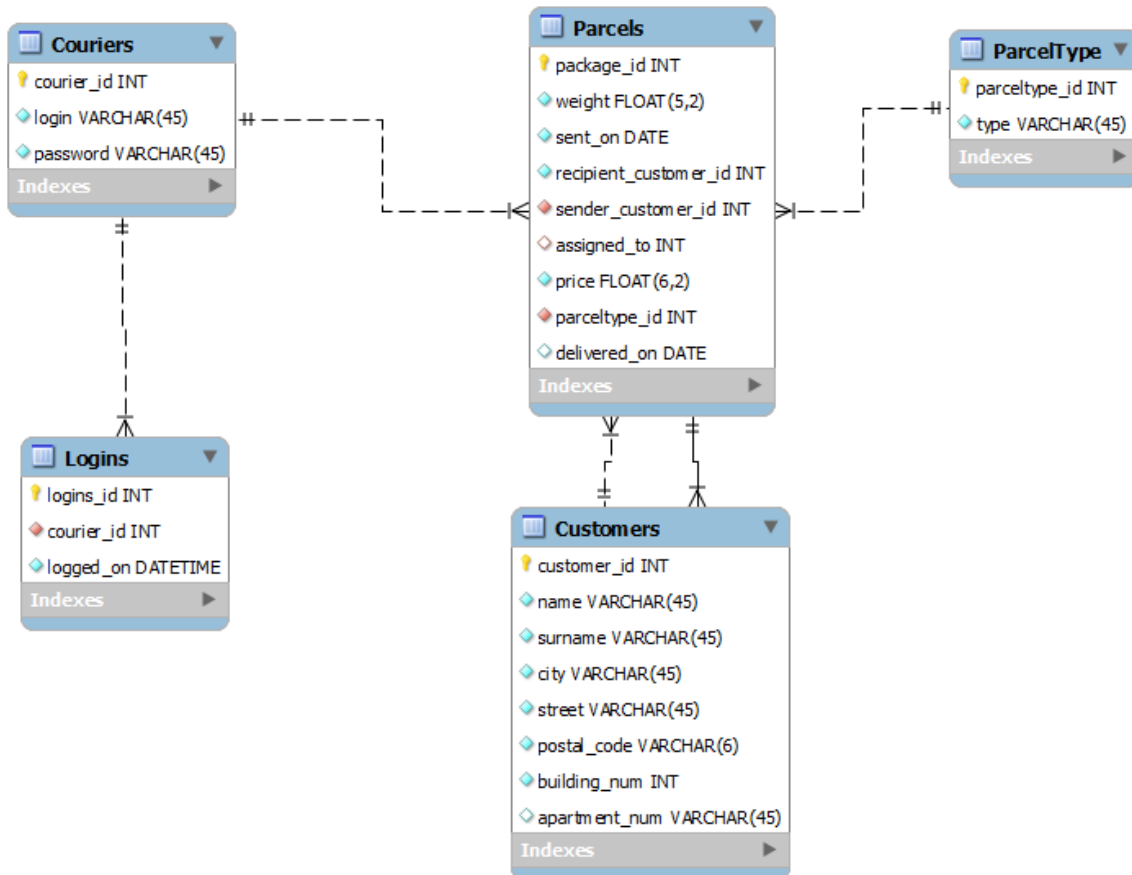 Couriers
courier_id INT
login VARCHAR(45)
password VARCHAR(45)
Indexes
Parcels
package_id INT
weight FLOAT(5,2)
sent_on DATE
recipient_customer_id INT
sender_customer_id INT
assigned_to INT
price FLOAT(6,2)
parceltype_id INT
delivered_on DATE
Indexes
ParcelType
parceltype_id INT
type VARCHAR(45)
Indexes
Logins
logins_id INT
courier_id INT
logged_on DATETIME
Indexes
Customers
customer_id INT
name VARCHAR(45)
surname VARCHAR(45)
city VARCHAR(45)
street VARCHAR(45)
postal_code VARCHAR(6)
building_num INT
apartment_num VARCHAR(45)
Indexes